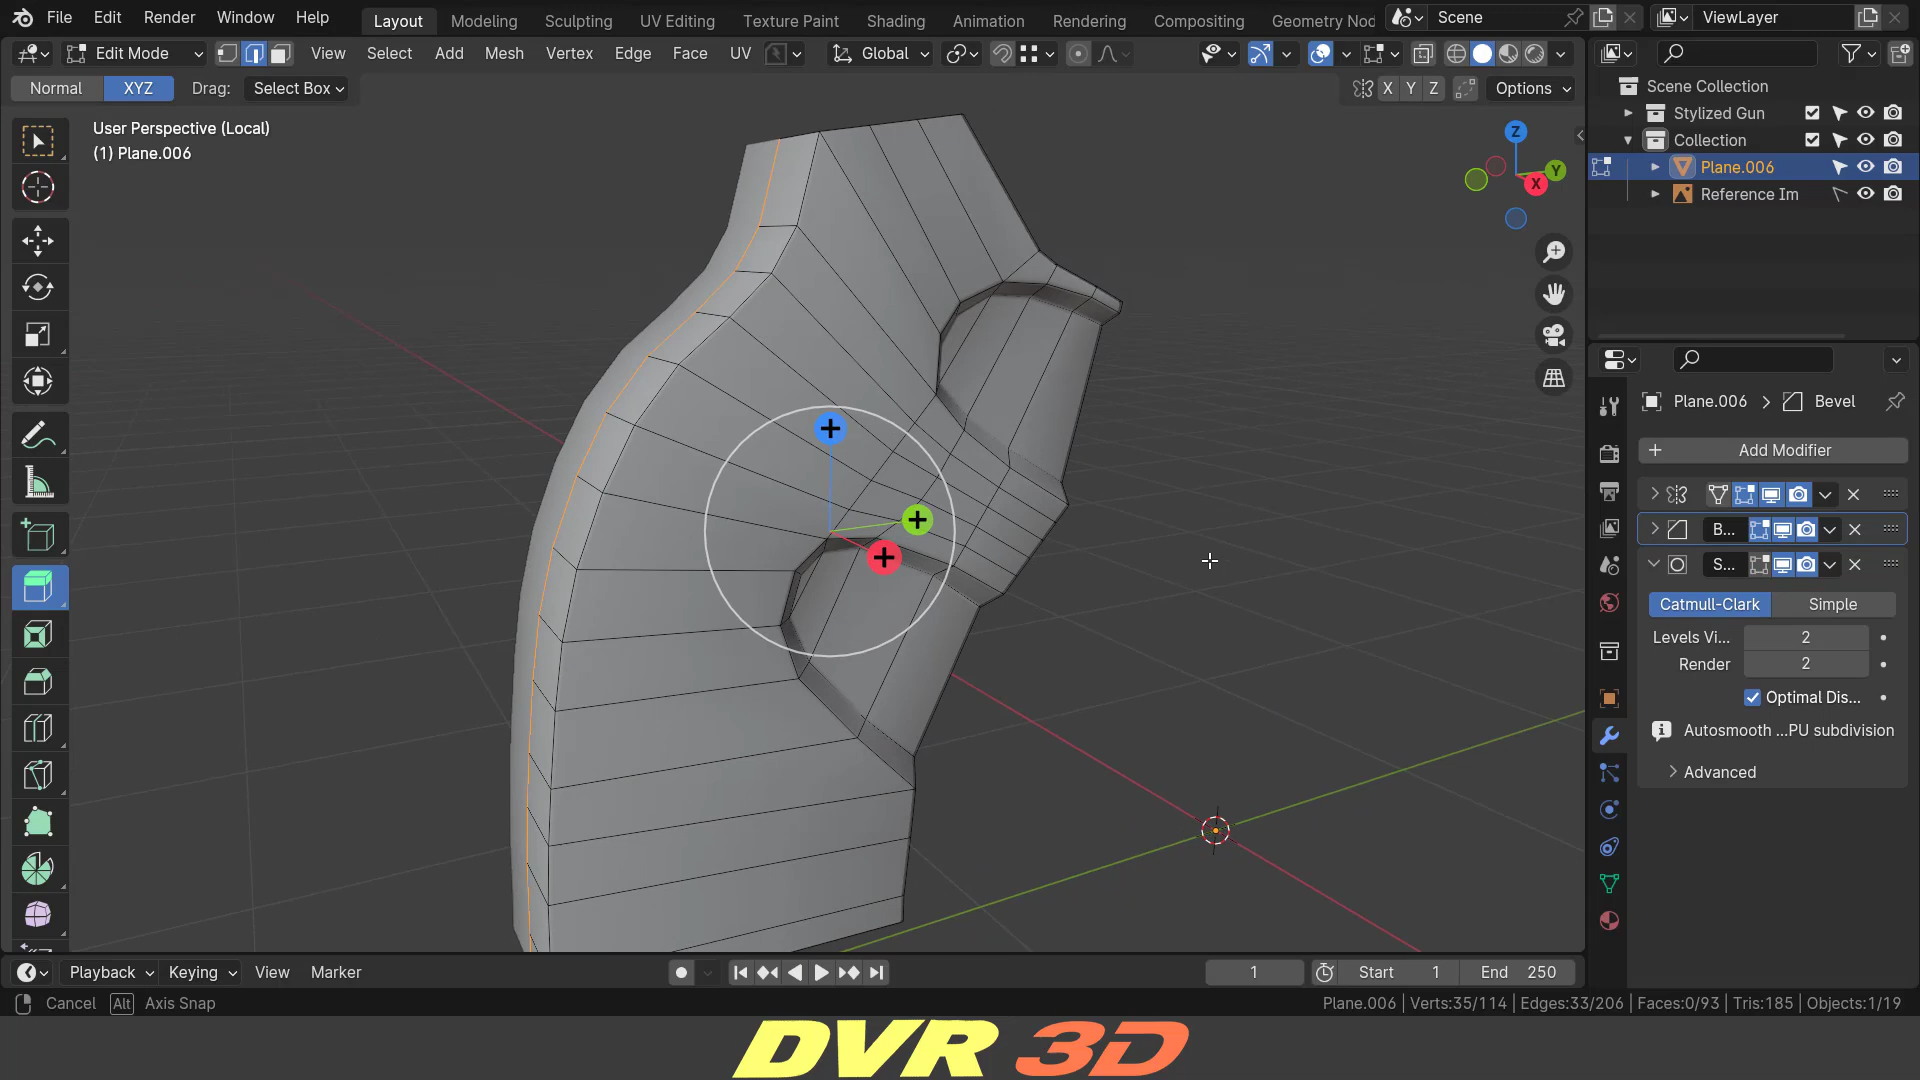 File Edit Render Window Help Layout Modeling Sculpting UV Editing Texture Paint Shading Animation Rendering Compositing Geometry Nod Scene ViewLayer
Edit Mode View Select Add Mesh Vertex Edge Face UV Global
Normal XYZ Drag: Select Box X Y Z Options
User Perspective (Local)
(1) Plane.006
Z
Y
X
Scene Collection
Stylized Gun
Collection
Plane.006
Reference Im
Plane.006 > Bevel
+ Add Modifier
B...
S...
Catmull-Clark Simple
Levels Vi... 2
Render 2
Optimal Dis...
Autosmooth ...PU subdivision
Advanced
Playback Keying View Marker 1 Start 1 End 250
Cancel Alt Axis Snap Plane.006 | Verts:35/114 | Edges:33/206 | Faces:0/93 | Tris:185 | Objects:1/19
DVR 3D